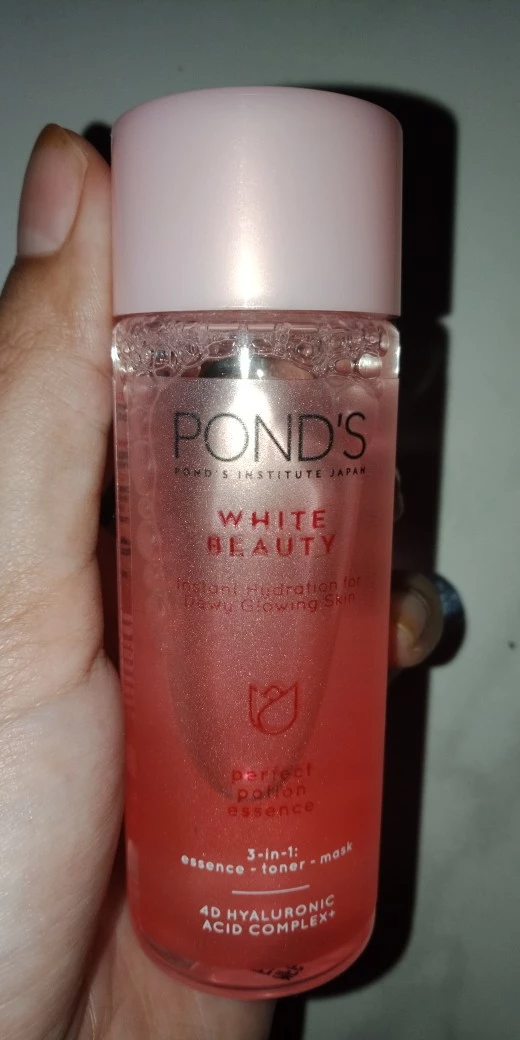 POND'S
POND'S INSTITUTE JAPAN
WHITE
BEAUTY
Instant Hydration for
Dewy Glowing Skin
perfect
potion
essence
3-in-1:
essence - toner - mask
4D HYALURONIC
ACID COMPLEX+